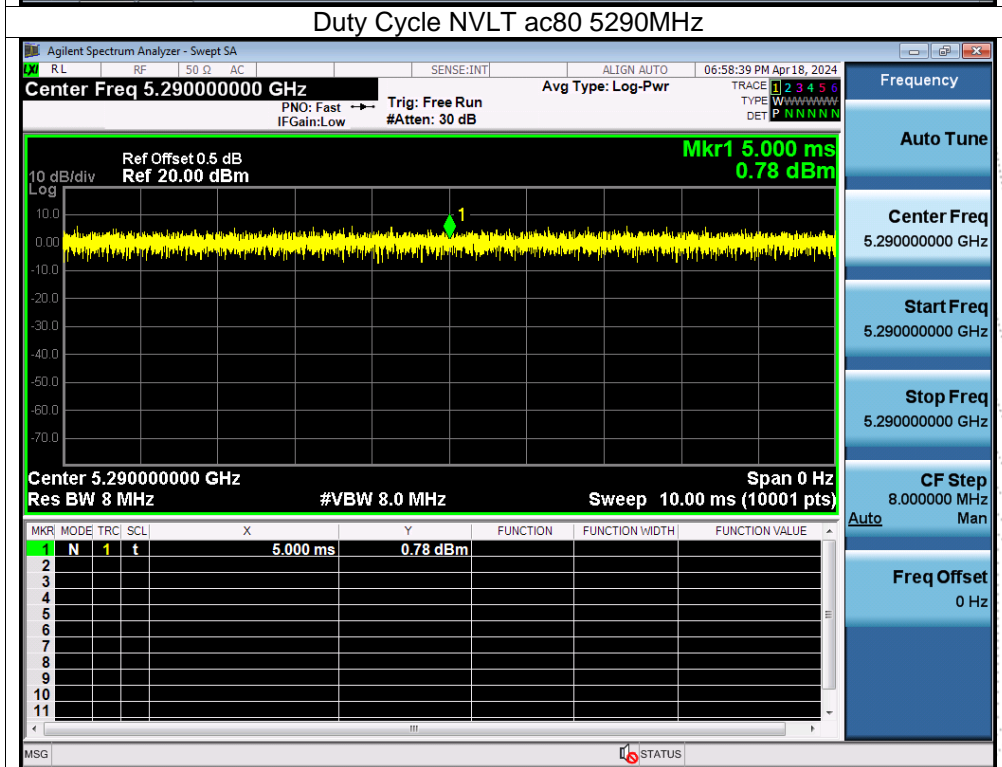 Duty Cycle NVLT ac80 5290MHz
Agilent Spectrum Analyzer - Swept SA
LXI RL RF 50 Ω AC SENSE:INT ALIGN AUTO 06:58:39 PM Apr 18, 2024
Center Freq 5.290000000 GHz
PNO: Fast
IFGain:Low
Trig: Free Run
#Atten: 30 dB
Avg Type: Log-Pwr
TRACE 1 2 3 4 5 6
TYPE WWWWWW
DET P N N N N N
Mkr1 5.000 ms
0.78 dBm
Ref Offset 0.5 dB
10 dB/div Ref 20.00 dBm
Log
10.0
0.00
-10.0
-20.0
-30.0
-40.0
-50.0
-60.0
-70.0
1
Center 5.290000000 GHz Span 0 Hz
Res BW 8 MHz #VBW 8.0 MHz Sweep 10.00 ms (10001 pts)
MKR MODE TRC SCL X Y FUNCTION FUNCTION WIDTH FUNCTION VALUE
1 N 1 t 5.000 ms 0.78 dBm
2
3
4
5
6
7
8
9
10
11
MSG STATUS
Frequency
Auto Tune
Center Freq
5.290000000 GHz
Start Freq
5.290000000 GHz
Stop Freq
5.290000000 GHz
CF Step
8.000000 MHz
Auto Man
Freq Offset
0 Hz